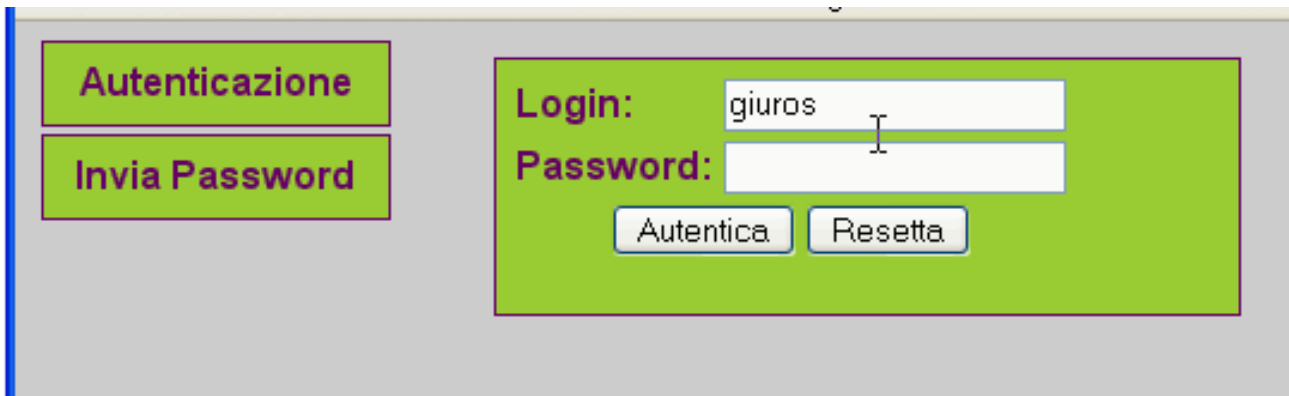 Autenticazione
Invia Password
Login: giuros
Password:
Autentica Resetta